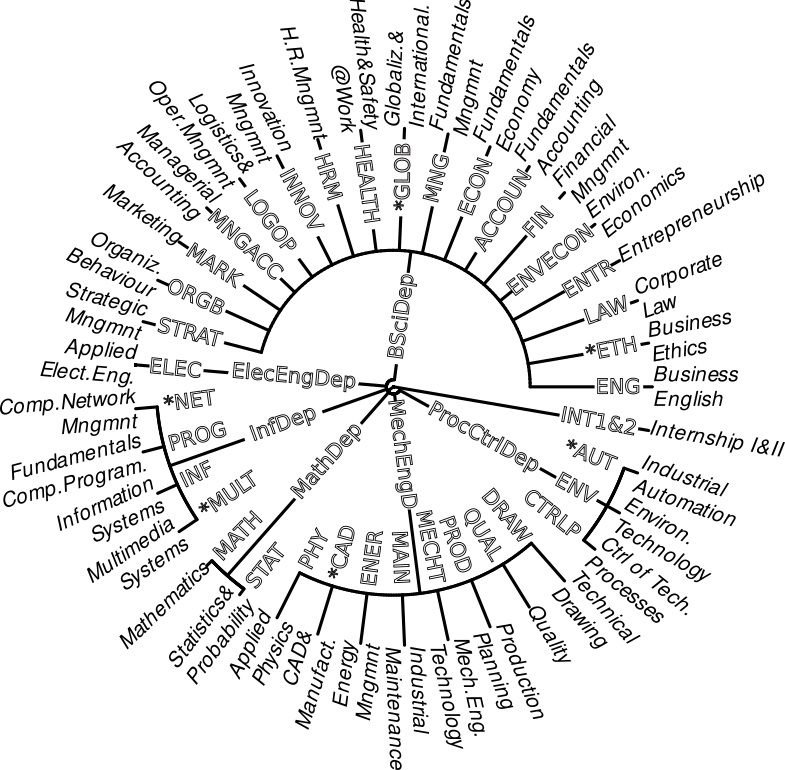 BSciDep
STRAT
Strategic
Mngmnt
ORGB
Organiz.
Behaviour
MARK
Marketing
MNGACC
Managerial
Accounting
LOGOP
Logistics&
Oper.Mngmnt
INNOV
Innovation
Mngmnt
HRM
H.R.Mngmnt
HEALTH
Health&Safety
@Work
*GLOB
Globaliz.&
International.
MNG
Fundamentals
Mngmnt
ECON
Fundamentals
Economy
ACCOUN
Fundamentals
Accounting
FIN
Financial
Mngmnt
ENVECON
Environ.
Economics
ENTR
Entrepreneurship
LAW
Corporate
Law
*ETH
Business
Ethics
ENG
Business
English
INT1&2
Internship I&II
ProcCtrlDep
*AUT
Industrial
Automation
ENV
Environ.
Technology
CTRLP
Ctrl of Tech.
Processes
MechEngD
DRAW
Technical
Drawing
QUAL
Quality
PROD
Production
Planning
MECHT
Mech.Eng.
Technology
MAIN
Industrial
Maintenance
ENER
Energy
Mngmnt
*CAD
CAD&
Manufact.
PHY
Applied
Physics
MathDep
STAT
Statistics&
Probability
MATH
Mathematics
InfDep
*MULT
Multimedia
Systems
INF
Information
Systems
PROG
Fundamentals
Comp.Program.
*NET
Comp.Network
Mngmnt
ElecEngDep
ELEC
Applied
Elect.Eng.